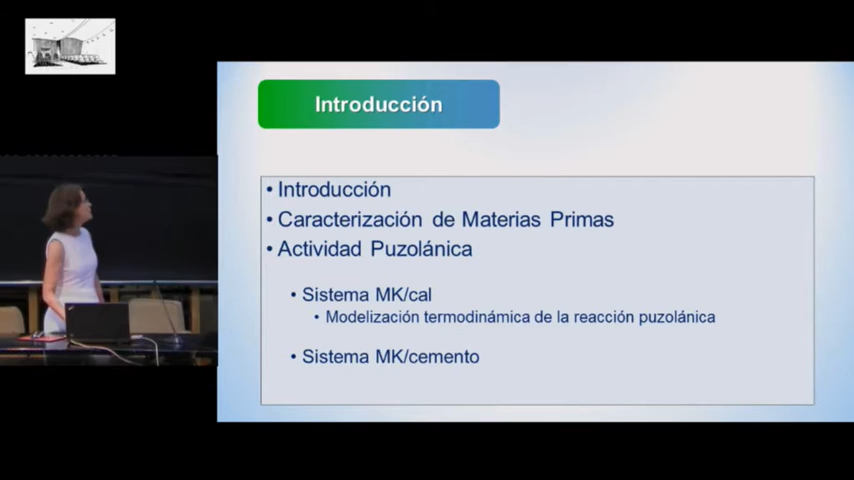 Introducción
• Introducción
• Caracterización de Materias Primas
• Actividad Puzolánica
• Sistema MK/cal
• Modelización termodinámica de la reacción puzolánica
• Sistema MK/cemento